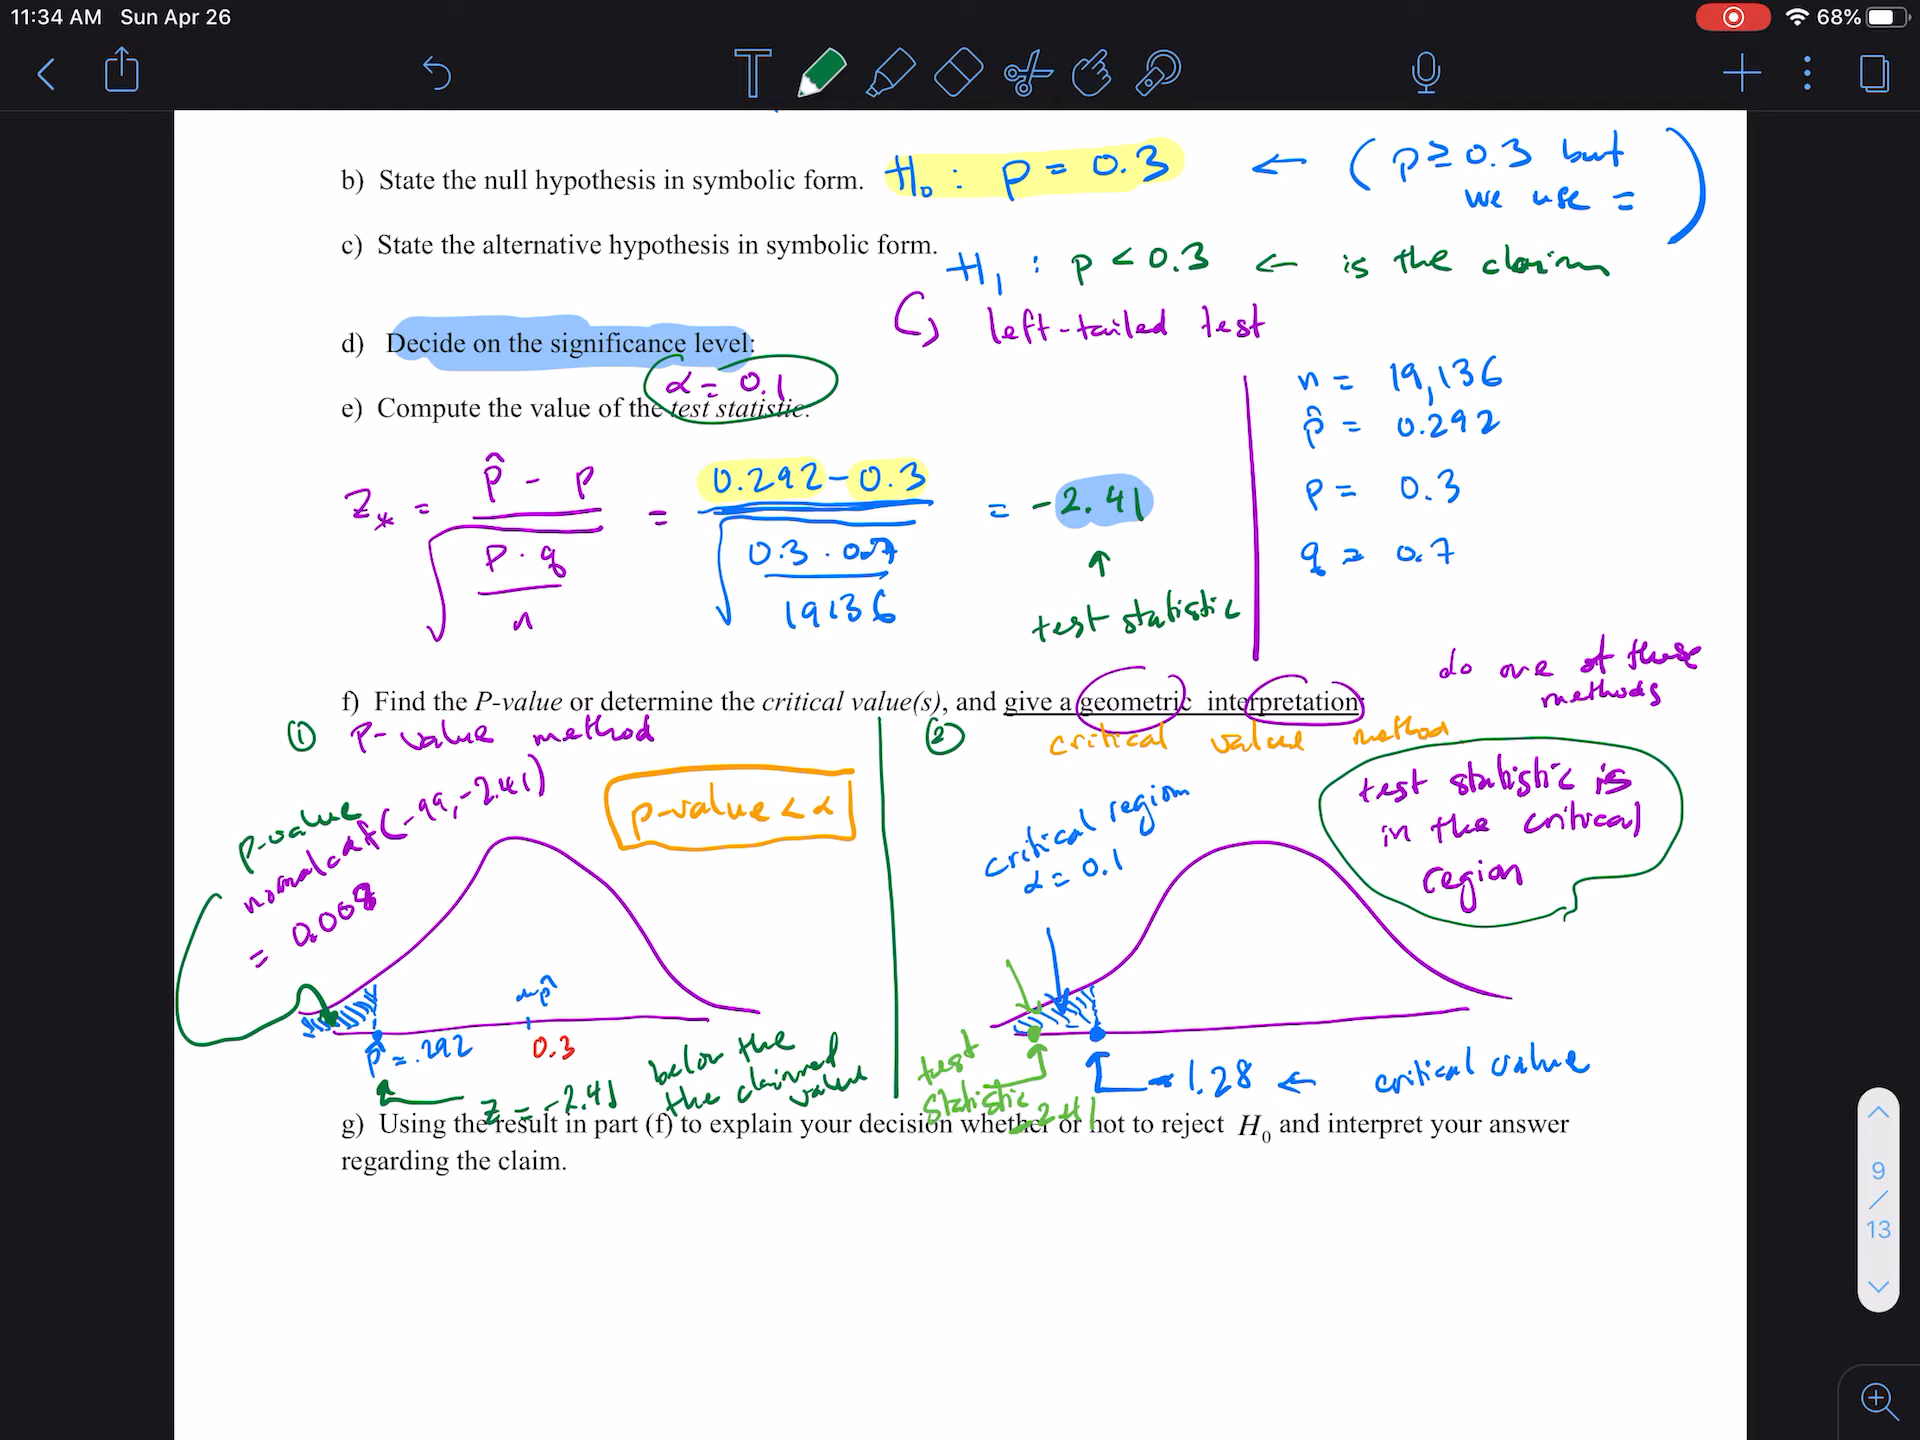 11:34 AM Sun Apr 26
68%
b) State the null hypothesis in symbolic form. H₀ : p = 0.3 ← ( p ≥ 0.3 but
we use = )
c) State the alternative hypothesis in symbolic form.
H₁ : p < 0.3 ← is the claim
left-tailed test
d) Decide on the significance level:
α = 0.1
e) Compute the value of the test statistic.
n = 19,136
p̂ = 0.292
p = 0.3
q = 0.7
Z* = (p̂ - p) / √(p · q / n) = (0.292 - 0.3) / √(0.3 · 0.7 / 19136) = -2.41
↑
test statistic
do one of these
methods
f) Find the P-value or determine the critical value(s), and give a geometric interpretation:
① P-value method
p-value
normalcdf(-99, -2.41)
= 0.008
p-value < α
p̂
p̂ = .292
0.3
z = -2.41
below the
the claimed
value
② critical value method
critical region
α = 0.1
test statistic is
in the critical
region
test
statistic
-2.41
-1.28 ← critical value
g) Using the result in part (f) to explain your decision whether or not to reject H₀ and interpret your answer
regarding the claim.
9
/
13